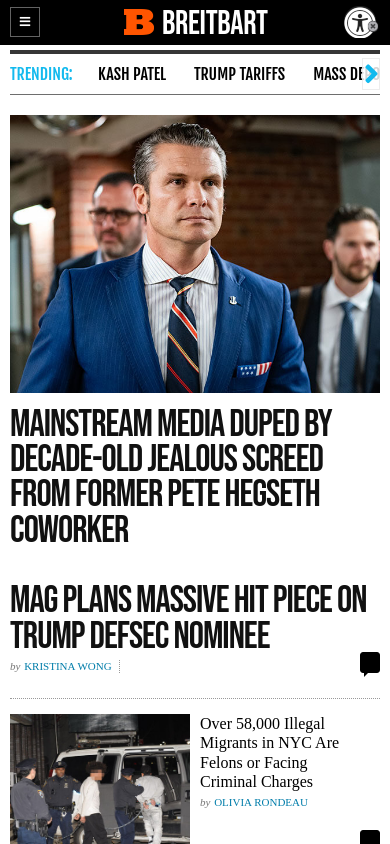 BREITBART
TRENDING:
KASH PATEL
TRUMP TARIFFS
MASS DE
MAINSTREAM MEDIA DUPED BY
DECADE-OLD JEALOUS SCREED
FROM FORMER PETE HEGSETH
COWORKER
MAG PLANS MASSIVE HIT PIECE ON
TRUMP DEFSEC NOMINEE
by KRISTINA WONG
Over 58,000 Illegal
Migrants in NYC Are
Felons or Facing
Criminal Charges
by OLIVIA RONDEAU